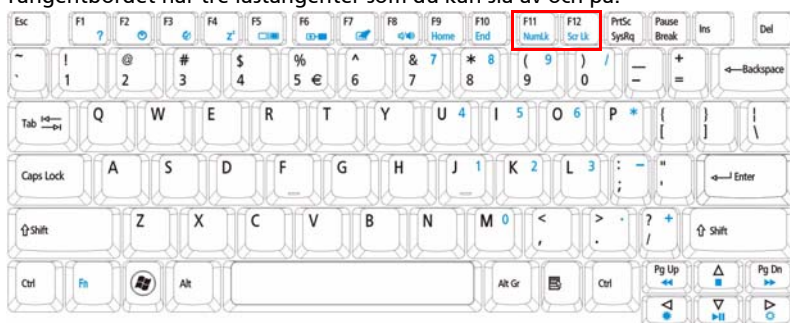 Tangentbordet har tre låstangenter som du kan slå av och på.
Esc F1 ? F2 F3 F4 zᶻ F5 F6 F7 F8 F9 Home F10 End F11 NumLk F12 Scr Lk PrtSc SysRq Pause Break Ins Del
~ ` ! 1 @ 2 # 3 $ 4 % 5 € ^ 6 & 7 7 * 8 8 ( 9 9 ) 0 / _ - + = Backspace
Tab Q W E R T Y U 4 I 5 O 6 P * { [ } ] | \
Caps Lock A S D F G H J 1 K 2 L 3 : ; - " ' Enter
Shift Z X C V B N M 0 < , > . . ? / + Shift
Ctrl Fn Alt Alt Gr Ctrl Pg Up Pg Dn